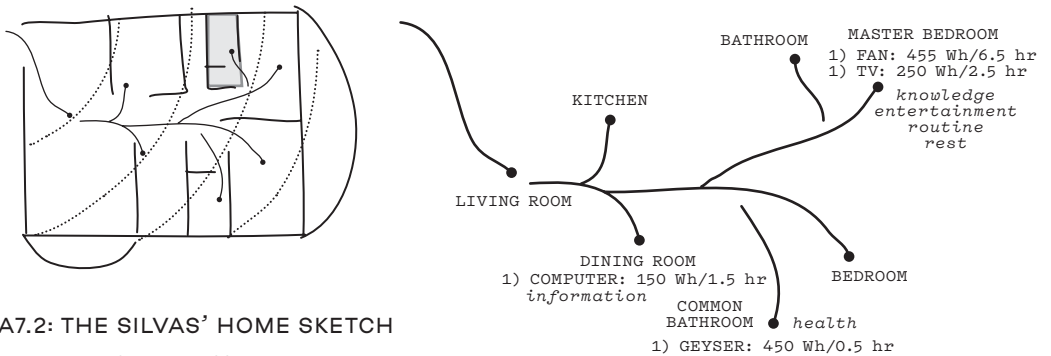 BATHROOM
MASTER BEDROOM
1) FAN: 455 Wh/6.5 hr
1) TV: 250 Wh/2.5 hr
knowledge
entertainment
routine
rest
KITCHEN
LIVING ROOM
DINING ROOM
1) COMPUTER: 150 Wh/1.5 hr
information
BEDROOM
COMMON
BATHROOM
health
1) GEYSER: 450 Wh/0.5 hr
A7.2: THE SILVAS’ HOME SKETCH